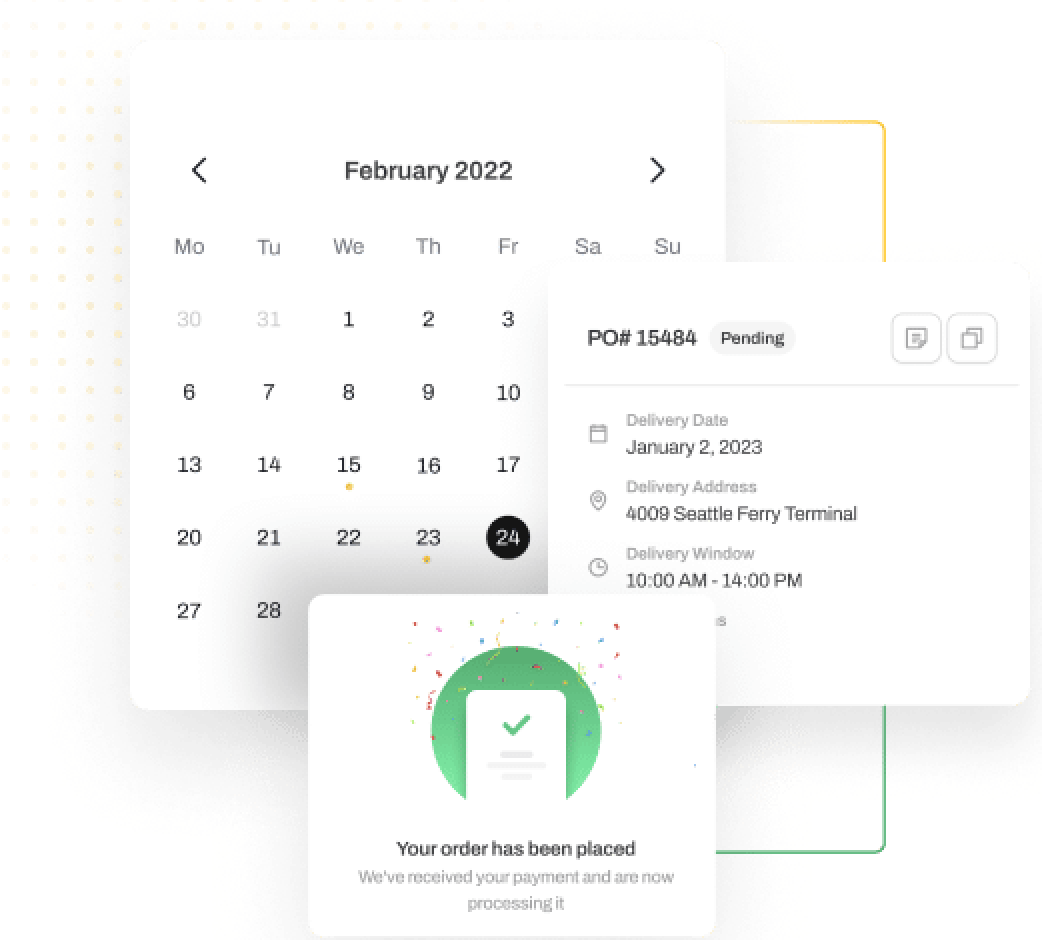 February 2022
Mo Tu We Th Fr Sa Su
30 31 1 2 3
6 7 8 9 10
13 14 15 16 17
20 21 22 23 24
27 28
PO# 15484 Pending
Delivery Date
January 2, 2023
Delivery Address
4009 Seattle Ferry Terminal
Delivery Window
10:00 AM - 14:00 PM
Your order has been placed
We've received your payment and are now
processing it